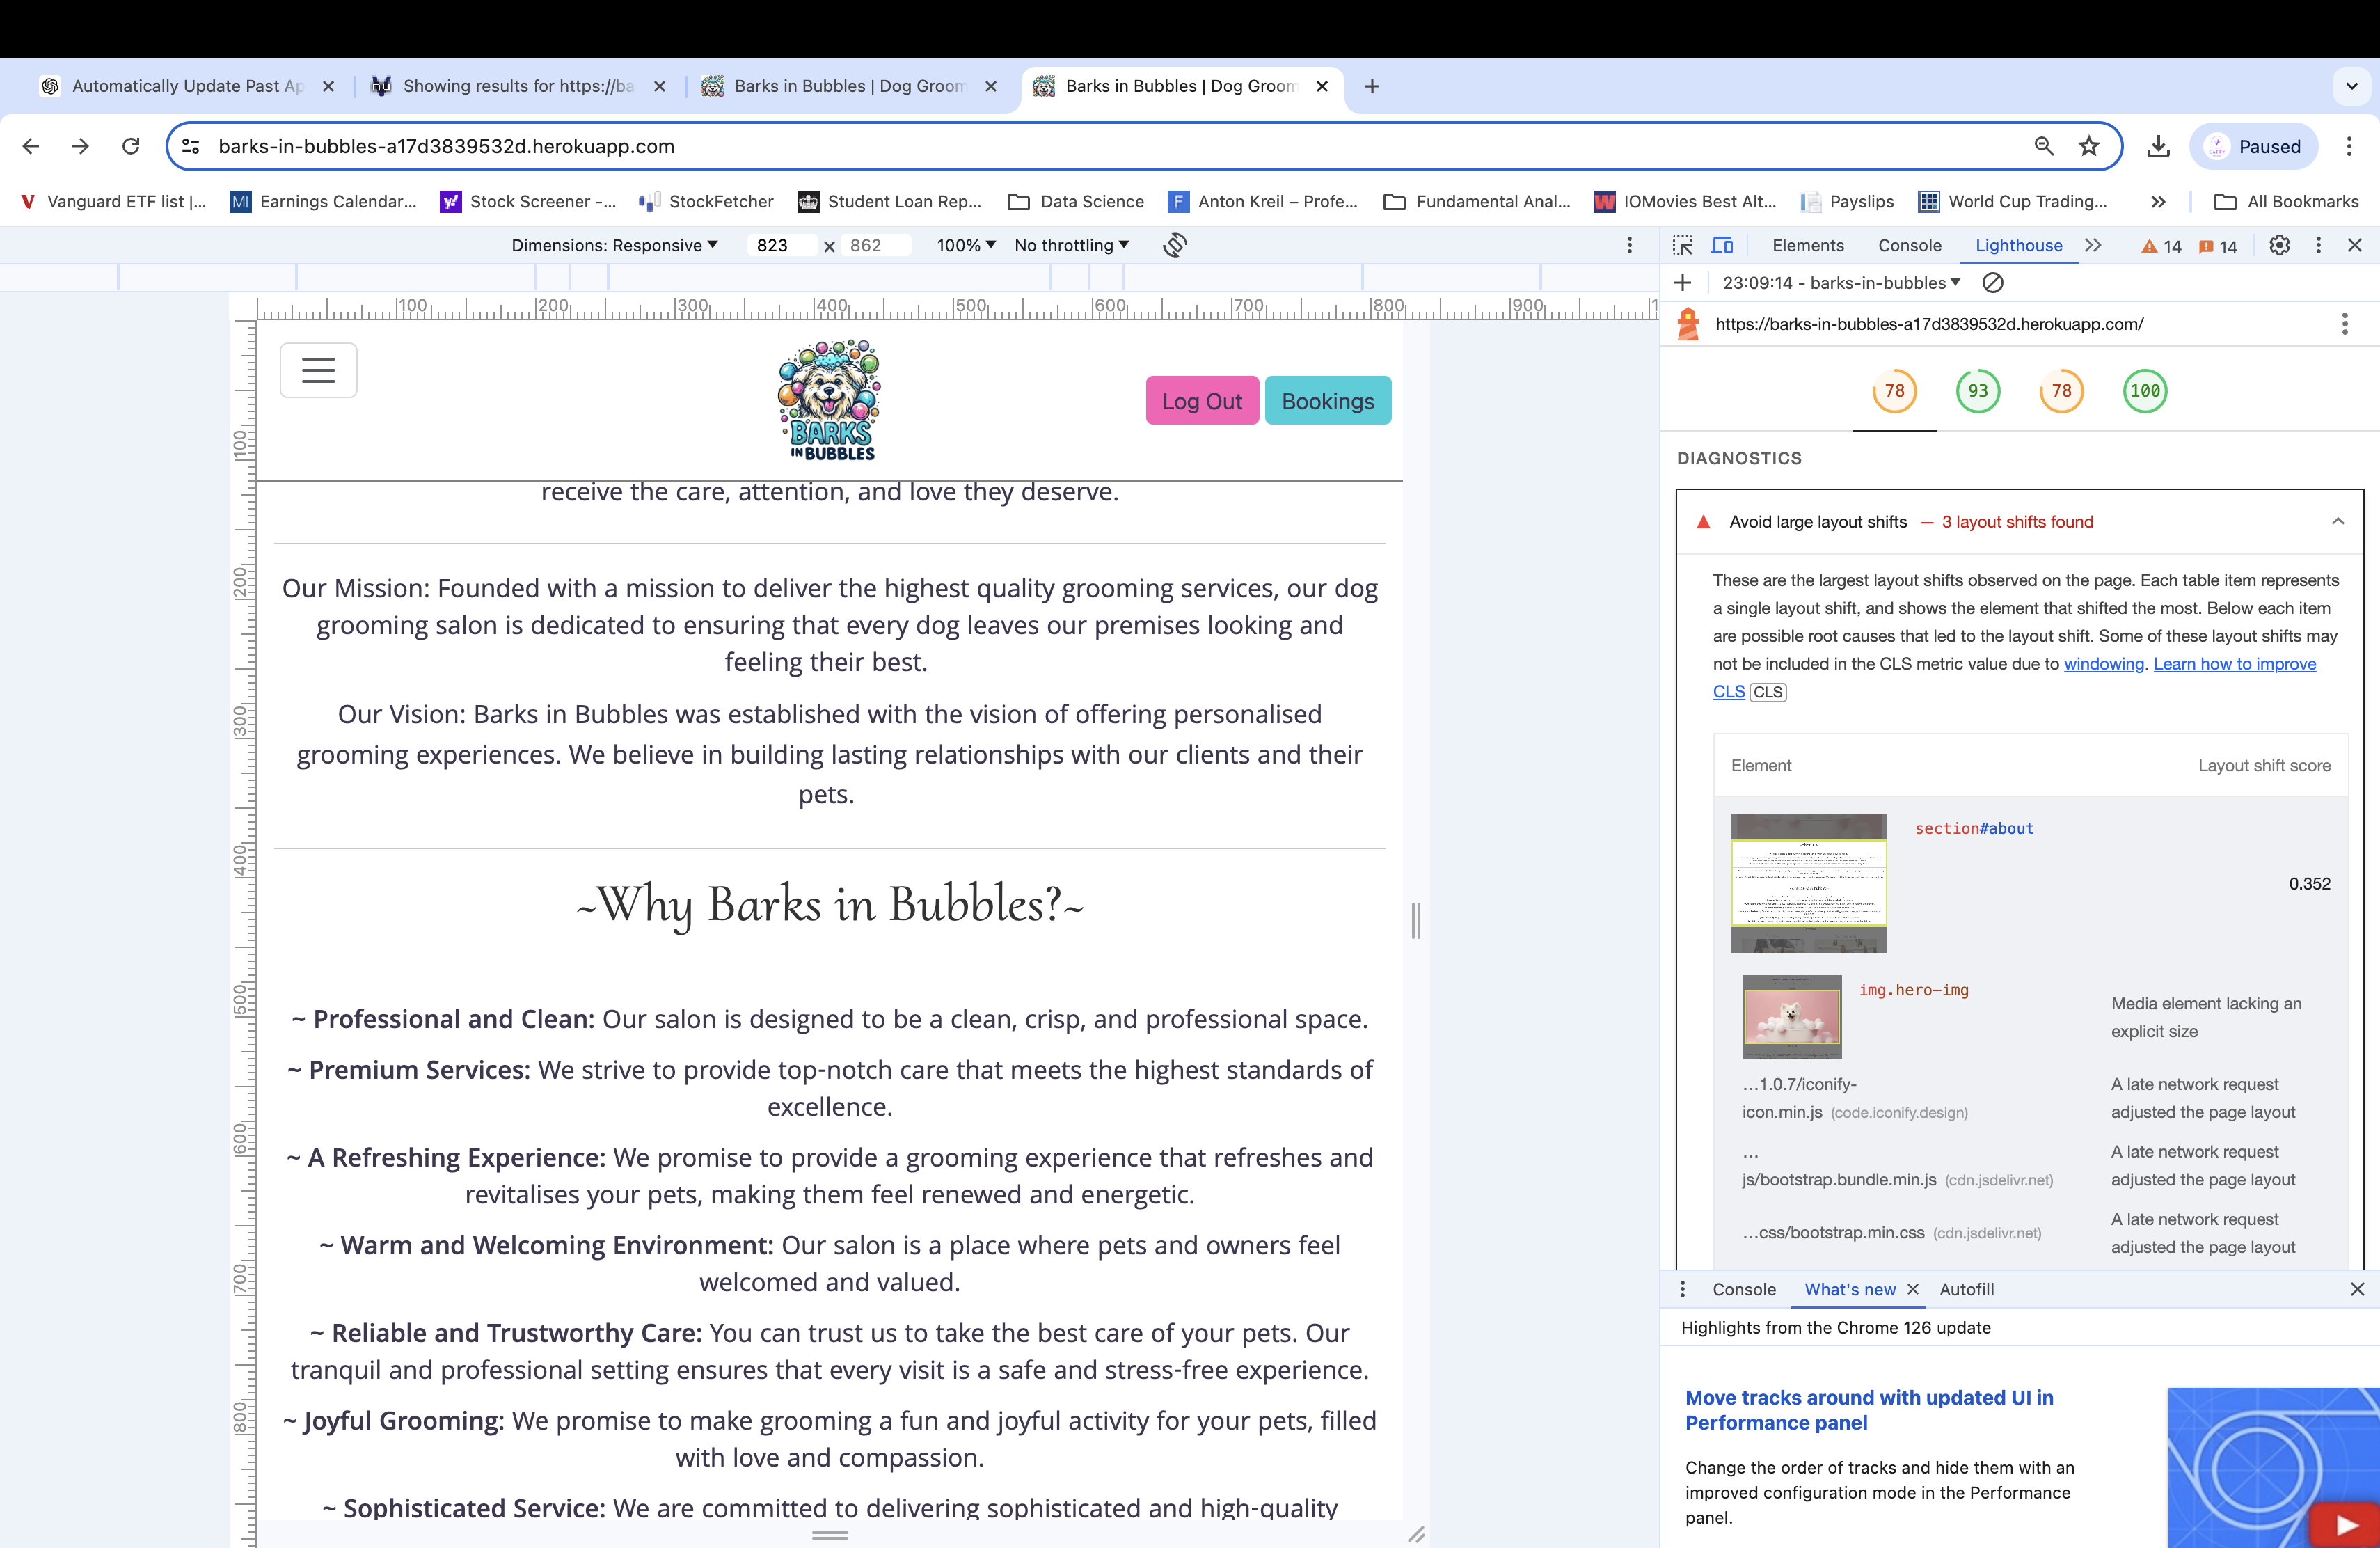 Automatically Update Past Ap
Showing results for https://ba
Barks in Bubbles | Dog Groom
Barks in Bubbles | Dog Groom
barks-in-bubbles-a17d3839532d.herokuapp.com
Paused
Vanguard ETF list |...
Earnings Calendar...
Stock Screener -...
StockFetcher
Student Loan Rep...
Data Science
Anton Kreil – Profe...
Fundamental Anal...
IOMovies Best Alt...
Payslips
World Cup Trading...
All Bookmarks
Dimensions: Responsive
823 × 862
100%
No throttling
Elements
Console
Lighthouse
14
14
23:09:14 - barks-in-bubbles
https://barks-in-bubbles-a17d3839532d.herokuapp.com/
100 200 300 400 500 600 700 800 900 1
100
200
300
400
500
600
700
800
BARKS
IN BUBBLES
Log Out
Bookings
receive the care, attention, and love they deserve.
Our Mission: Founded with a mission to deliver the highest quality grooming services, our dog
grooming salon is dedicated to ensuring that every dog leaves our premises looking and
feeling their best.
Our Vision: Barks in Bubbles was established with the vision of offering personalised
grooming experiences. We believe in building lasting relationships with our clients and their
pets.
~Why Barks in Bubbles?~
~ Professional and Clean: Our salon is designed to be a clean, crisp, and professional space.
~ Premium Services: We strive to provide top-notch care that meets the highest standards of
excellence.
~ A Refreshing Experience: We promise to provide a grooming experience that refreshes and
revitalises your pets, making them feel renewed and energetic.
~ Warm and Welcoming Environment: Our salon is a place where pets and owners feel
welcomed and valued.
~ Reliable and Trustworthy Care: You can trust us to take the best care of your pets. Our
tranquil and professional setting ensures that every visit is a safe and stress-free experience.
~ Joyful Grooming: We promise to make grooming a fun and joyful activity for your pets, filled
with love and compassion.
~ Sophisticated Service: We are committed to delivering sophisticated and high-quality
78 93 78 100
DIAGNOSTICS
Avoid large layout shifts — 3 layout shifts found
These are the largest layout shifts observed on the page. Each table item represents
a single layout shift, and shows the element that shifted the most. Below each item
are possible root causes that led to the layout shift. Some of these layout shifts may
not be included in the CLS metric value due to windowing. Learn how to improve
CLS CLS
Element Layout shift score
section#about
0.352
img.hero-img
Media element lacking an
explicit size
...1.0.7/iconify-
icon.min.js (code.iconify.design)
A late network request
adjusted the page layout
...
js/bootstrap.bundle.min.js (cdn.jsdelivr.net)
A late network request
adjusted the page layout
...css/bootstrap.min.css (cdn.jsdelivr.net)
A late network request
adjusted the page layout
Console
What's new
Autofill
Highlights from the Chrome 126 update
Move tracks around with updated UI in
Performance panel
Change the order of tracks and hide them with an
improved configuration mode in the Performance
panel.